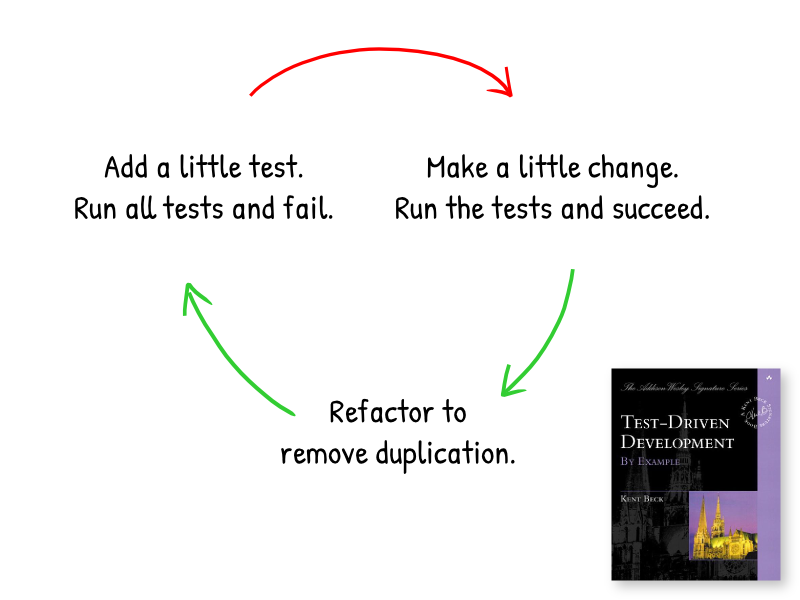 Add a little test.
Run all tests and fail.
Make a little change.
Run the tests and succeed.
Refactor to
remove duplication.
The Addison Wesley Signature Series
TEST-DRIVEN
DEVELOPMENT
BY EXAMPLE
KENT BECK